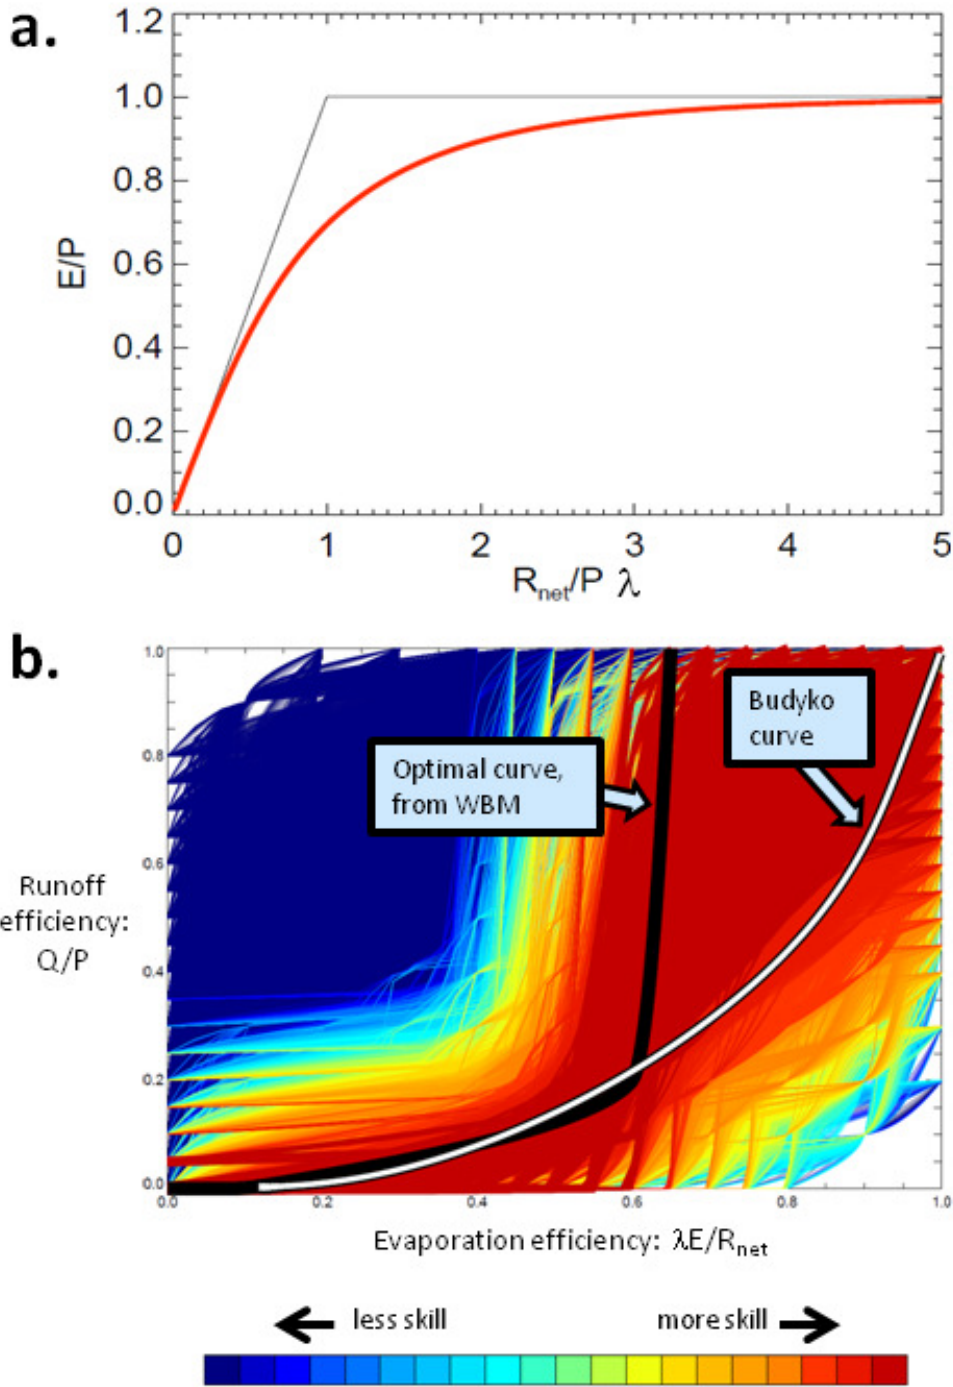 a.
1.2
1.0
0.8
0.6
0.4
0.2
0.0
E/P
0 1 2 3 4 5
Rnet/P λ
b.
1.0
0.8
0.6
0.4
0.2
0.0
Budyko
curve
Optimal curve,
from WBM
Runoff
efficiency:
Q/P
0.0 0.2 0.4 0.6 0.8 1.0
Evaporation efficiency: λE/Rnet
less skill more skill